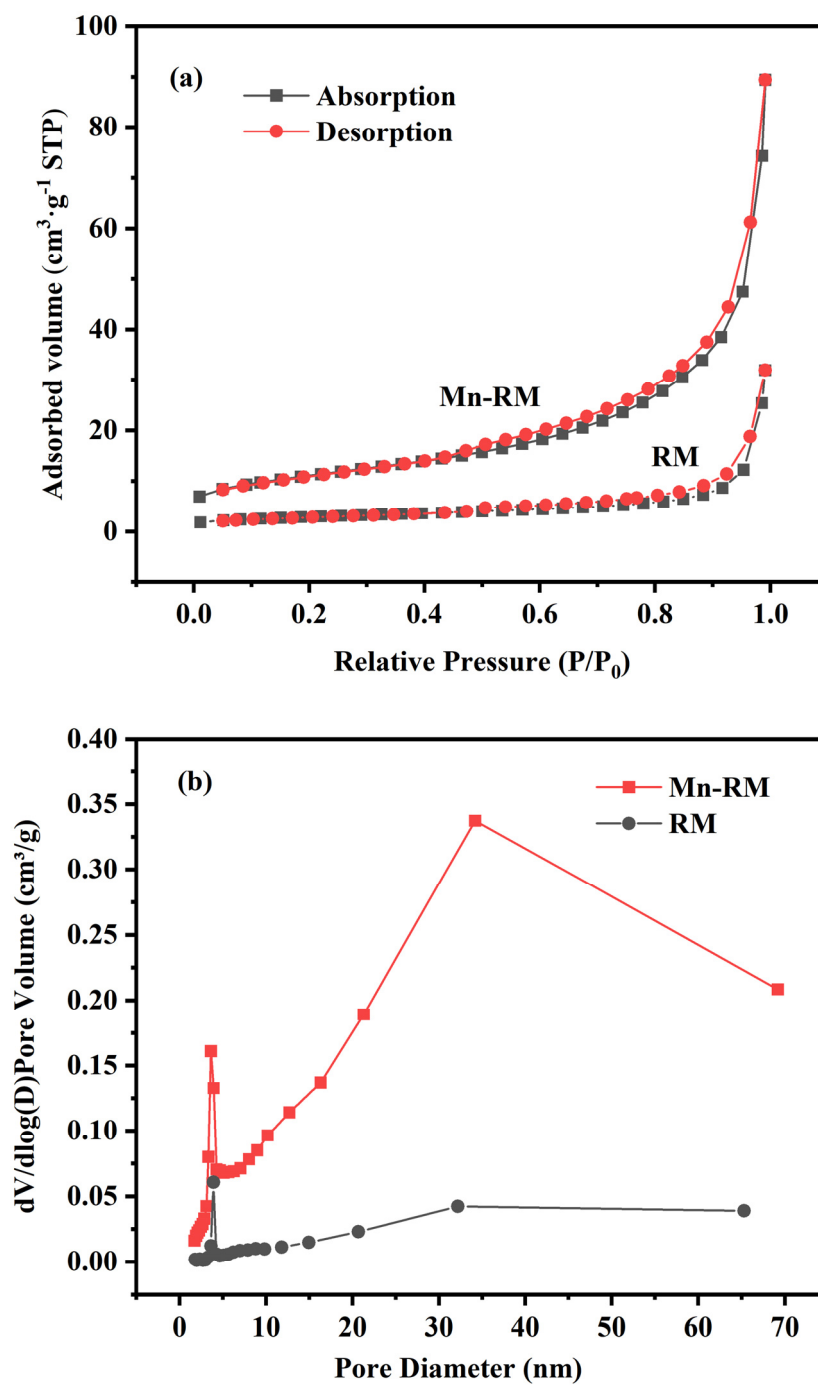 100
(a)
Absorption
Desorption
80
60
40
20
0
Mn-RM
RM
Adsorbed volume (cm³·g⁻¹ STP)
0.0 0.2 0.4 0.6 0.8 1.0
Relative Pressure (P/P₀)
0.40
(b)
Mn-RM
RM
0.35
0.30
0.25
0.20
0.15
0.10
0.05
0.00
dV/dlog(D)Pore Volume (cm³/g)
0 10 20 30 40 50 60 70
Pore Diameter (nm)